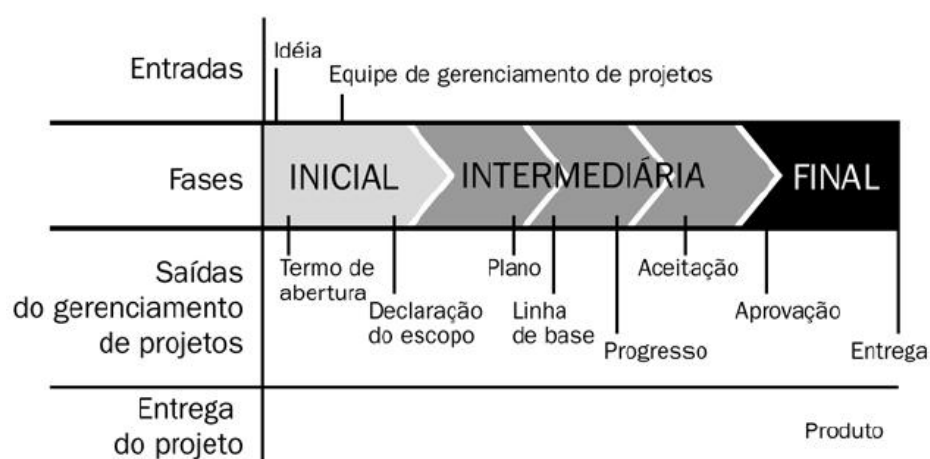 Entradas
Idéia
Equipe de gerenciamento de projetos
Fases
INICIAL
INTERMEDIÁRIA
FINAL
Saídas
do gerenciamento
de projetos
Termo de
abertura
Declaração
do escopo
Plano
Linha
de base
Progresso
Aceitação
Aprovação
Entrega
Entrega
do projeto
Produto